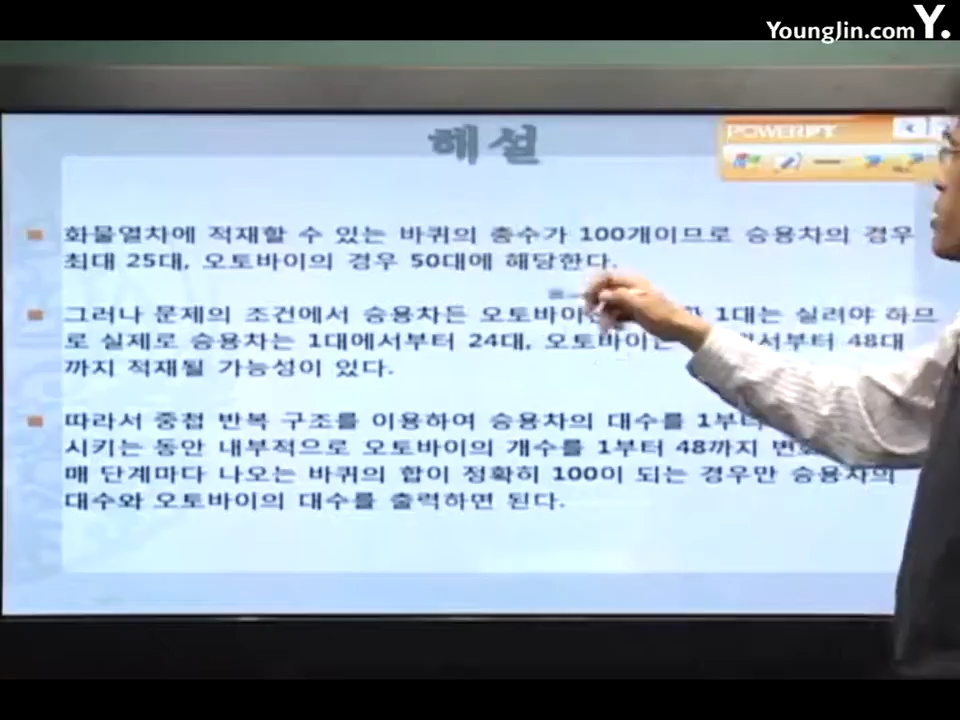 YoungJin.com Y.
해설
POWER
화물열차에 적재할 수 있는 바퀴의 총수가 100개이므로 승용차의 경우
최대 25대, 오토바이의 경우 50대에 해당한다.
그러나 문제의 조건에서 승용차든 오토바이 1대는 실려야 하므
로 실제로 승용차는 1대에서부터 24대, 오토바이는 48대
까지 적재될 가능성이 있다.
따라서 중첩 반복 구조를 이용하여 승용차의 대수를 1부터
시키는 동안 내부적으로 오토바이의 개수를 1부터 48까지
매 단계마다 나오는 바퀴의 합이 정확히 100이 되는 경우만 승용차의
대수와 오토바이의 대수를 출력하면 된다.